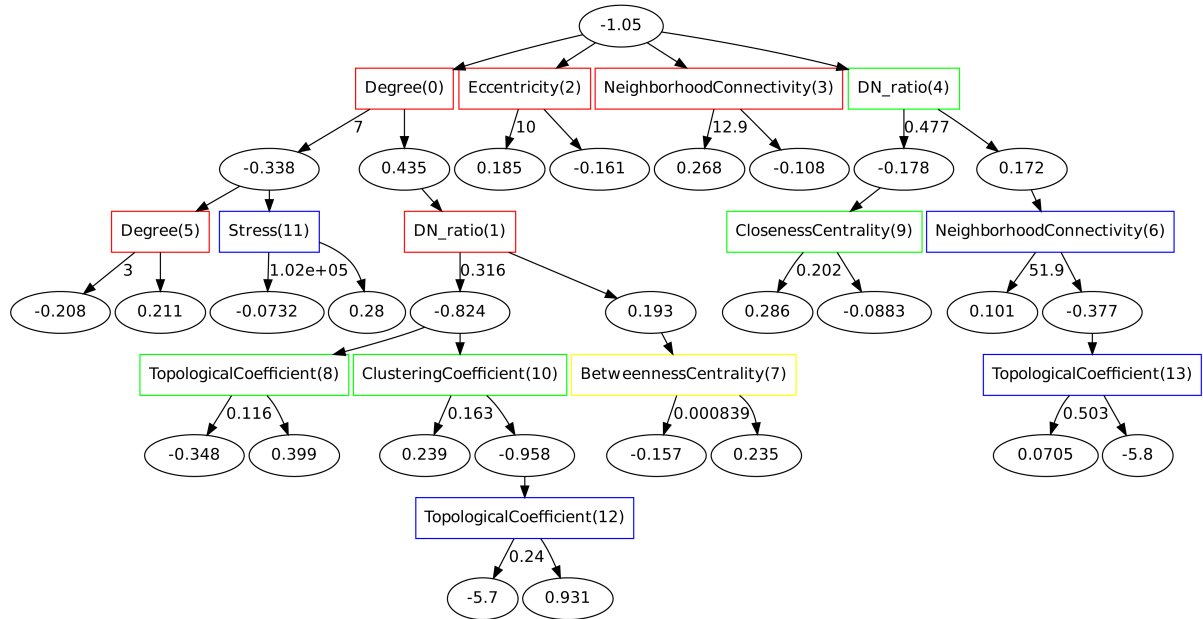 -1.05
Degree(0) Eccentricity(2) NeighborhoodConnectivity(3) DN_ratio(4)
7 10 12.9 0.477
-0.338 0.435 0.185 -0.161 0.268 -0.108 -0.178 0.172
Degree(5) Stress(11) DN_ratio(1) ClosenessCentrality(9) NeighborhoodConnectivity(6)
3 1.02e+05 0.316 0.202 51.9
-0.208 0.211 -0.0732 0.28 -0.824 0.193 0.286 -0.0883 0.101 -0.377
TopologicalCoefficient(8) ClusteringCoefficient(10) BetweennessCentrality(7) TopologicalCoefficient(13)
0.116 0.163 0.000839 0.503
-0.348 0.399 0.239 -0.958 -0.157 0.235 0.0705 -5.8
TopologicalCoefficient(12)
0.24
-5.7 0.931